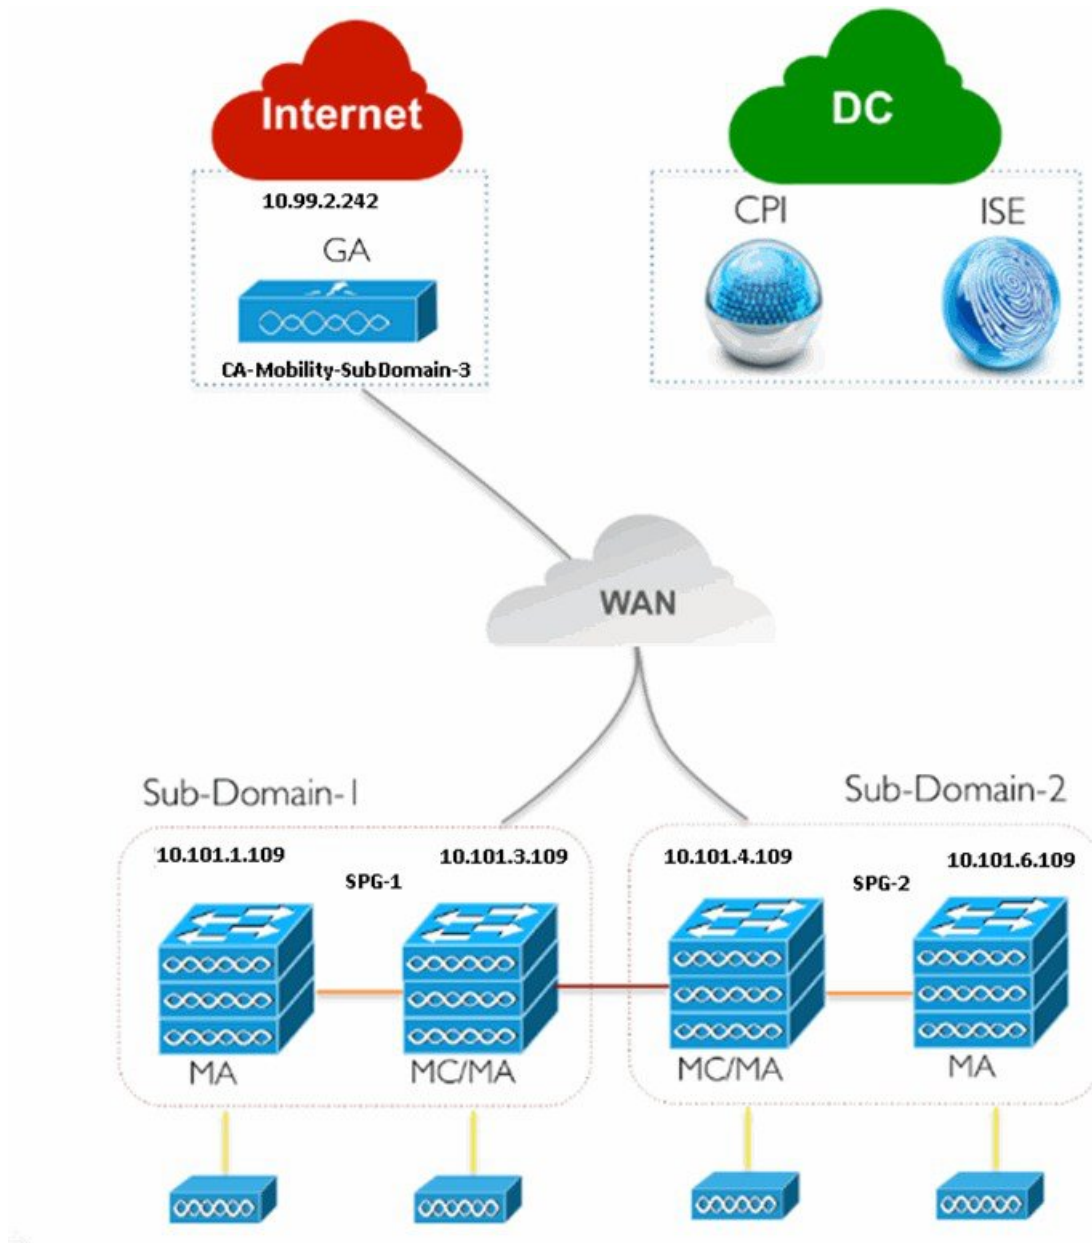 Internet
DC
10.99.2.242
GA
CA-Mobility-SubDomain-3
CPI
ISE
WAN
Sub-Domain-1
Sub-Domain-2
10.101.1.109
10.101.3.109
SPG-1
10.101.4.109
10.101.6.109
SPG-2
MA
MC/MA
MC/MA
MA